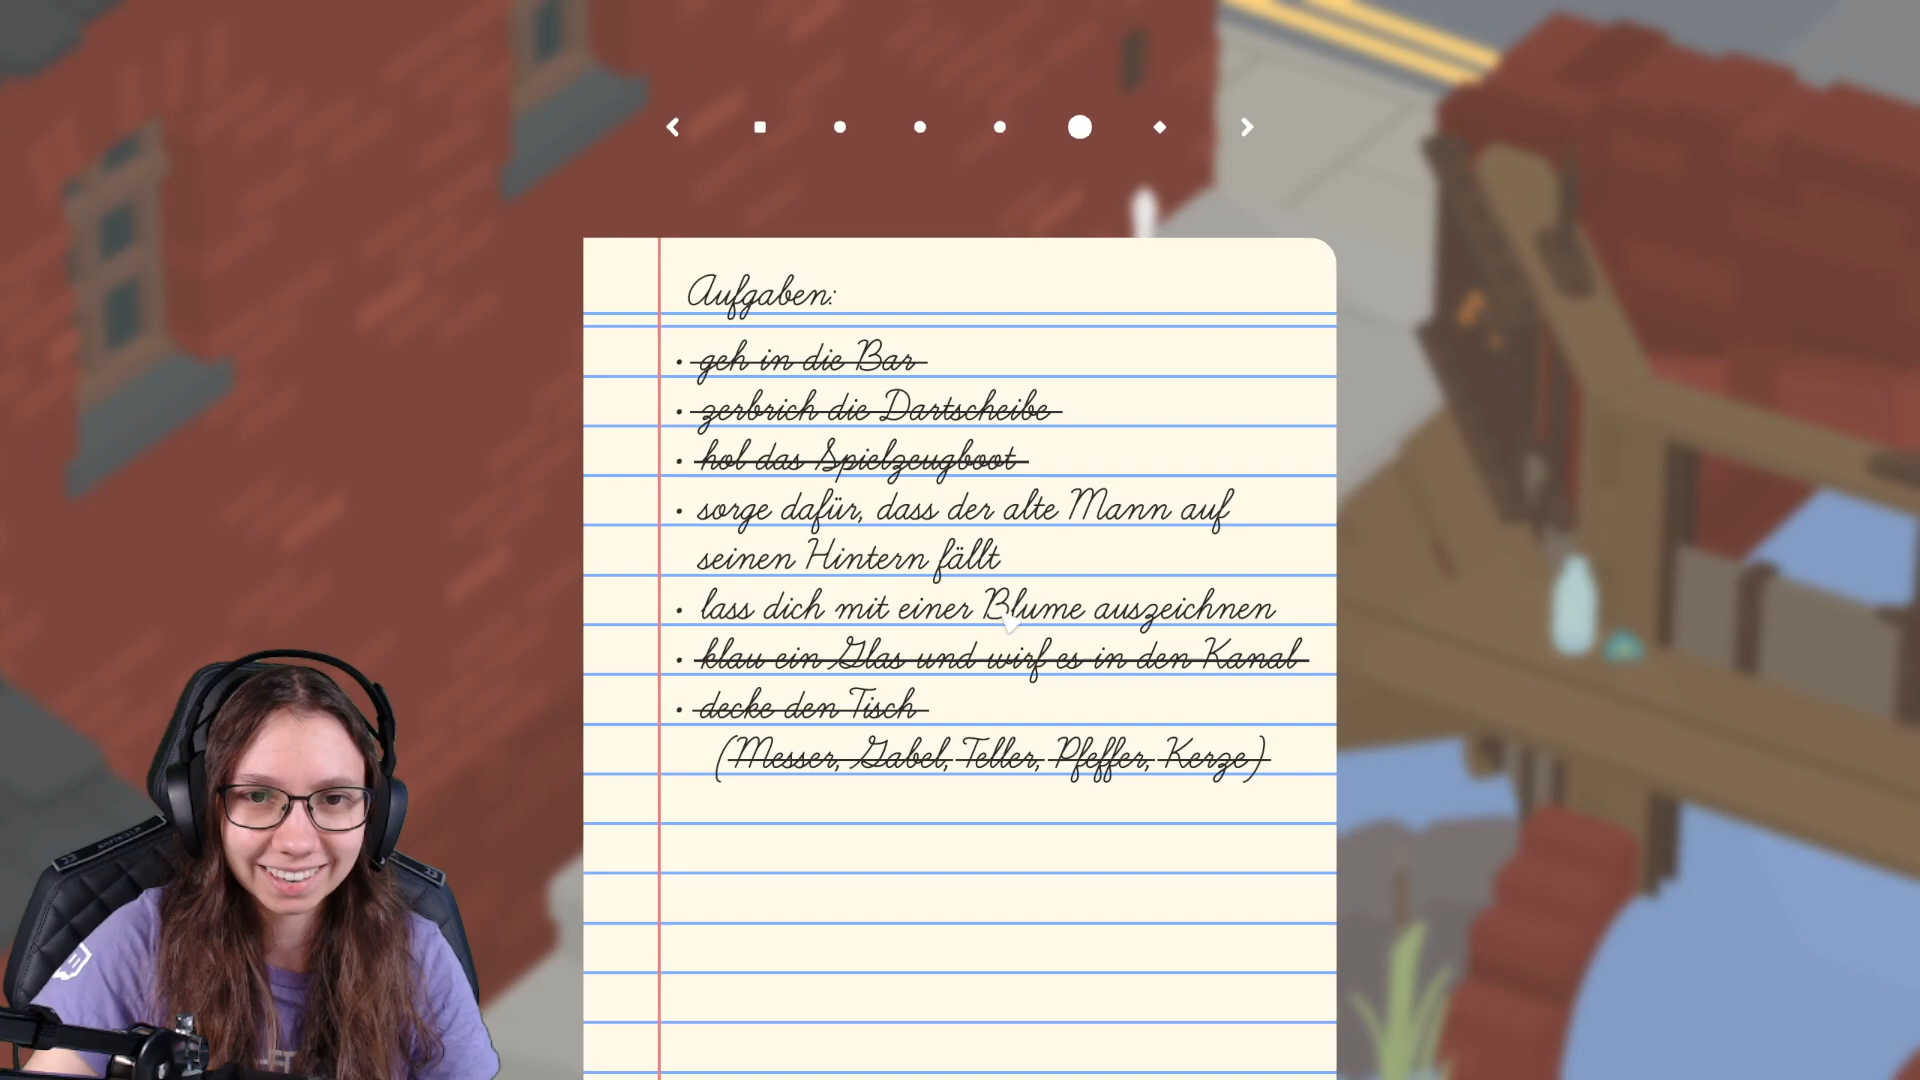 Aufgaben:
• geh in die Bar
• zerbrich die Dartscheibe
• hol das Spielzeugboot
• sorge dafür, dass der alte Mann auf
seinen Hintern fällt
• lass dich mit einer Blume auszeichnen
• klau ein Glas und wirf es in den Kanal
• decke den Tisch
(Messer, Gabel, Teller, Pfeffer, Kerze)